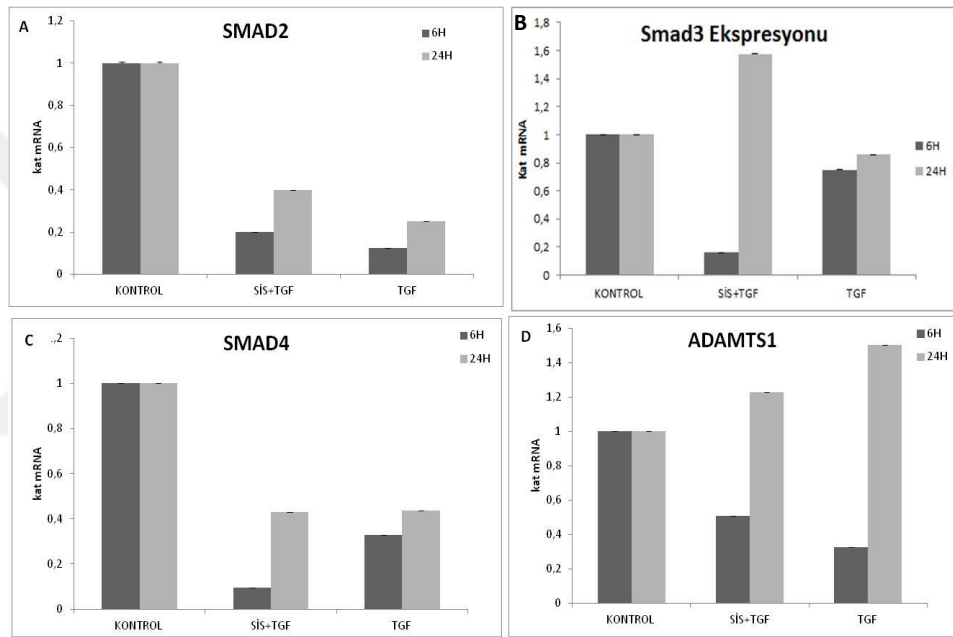 A
SMAD2
1,2
1
0,8
0,6
0,4
0,2
0
kat mRNA
6H
24H
KONTROL
SİS+TGF
TGF
B
Smad3 Ekspresyonu
1,8
1,6
1,4
1,2
1
0,8
0,6
0,4
0,2
0
Kat mRNA
6H
24H
KONTROL
SİS+TGF
TGF
C
SMAD4
,2
1
0,8
0,6
0,4
0,2
0
kat mRNA
6H
24H
KONTROL
SİS+TGF
TGF
D
ADAMTS1
1,6
1,4
1,2
1
0,8
0,6
0,4
0,2
0
kat mRNA
6H
24H
KONTROL
SİS+TGF
TGF